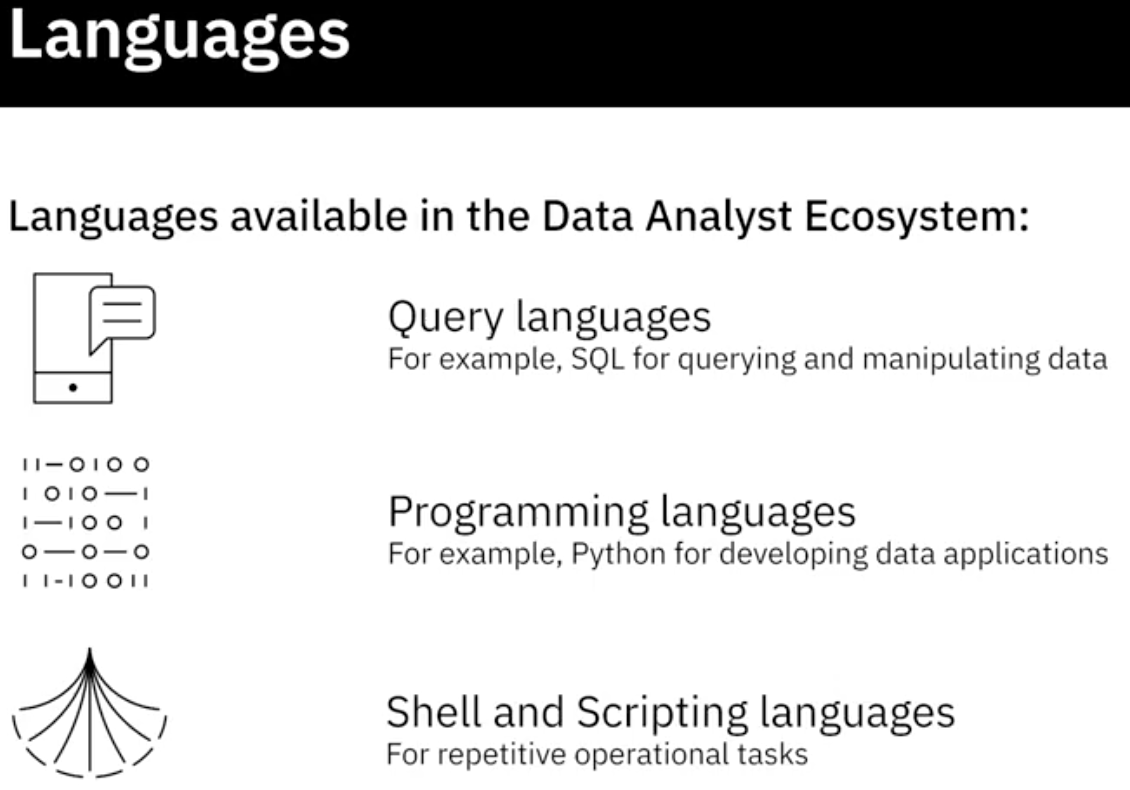 Languages
Languages available in the Data Analyst Ecosystem:
Query languages
For example, SQL for querying and manipulating data
Programming languages
For example, Python for developing data applications
Shell and Scripting languages
For repetitive operational tasks